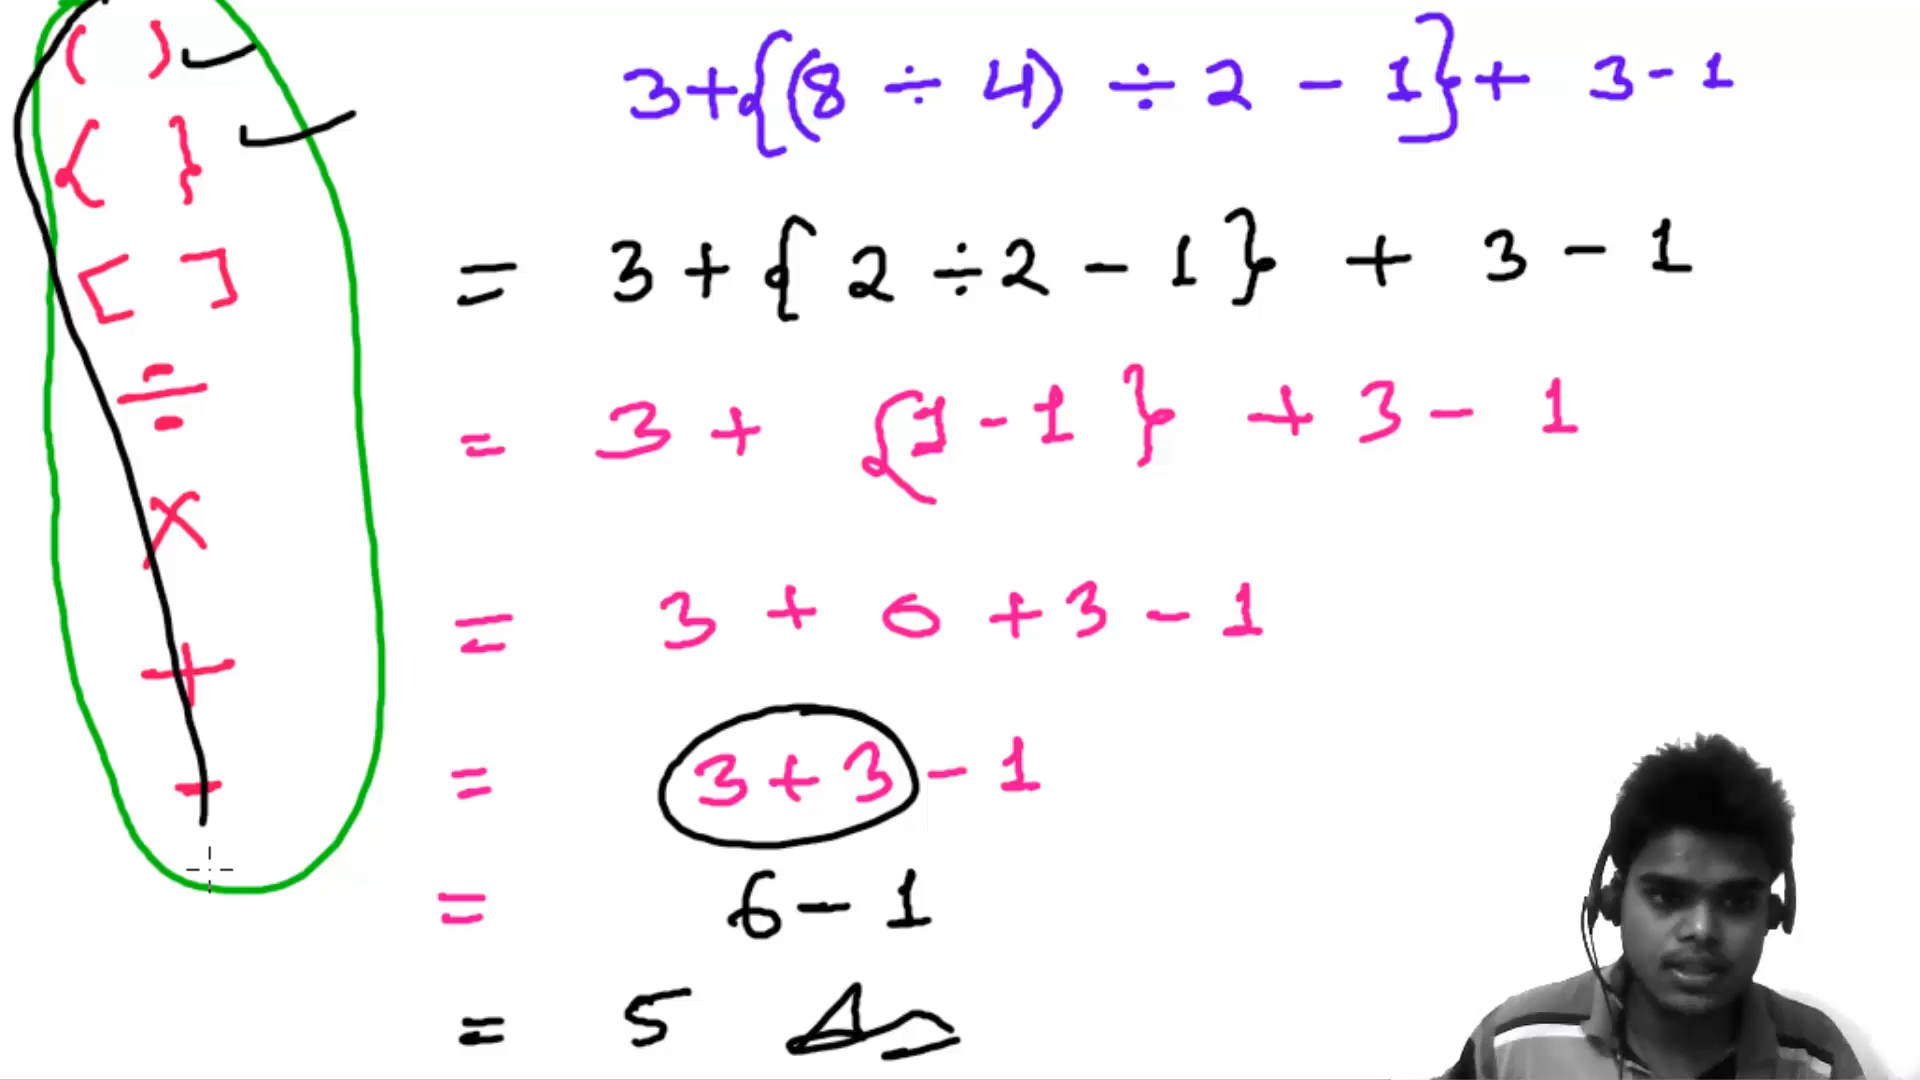 ( )
{ }
[ ]
÷
×
+
-
3+{(8 ÷ 4) ÷ 2 - 1}+ 3-1
= 3+{ 2 ÷2 - 1} + 3 - 1
= 3 + {1-1} + 3 - 1
= 3 + 0 + 3 - 1
= 3+3 - 1
= 6 - 1
= 5